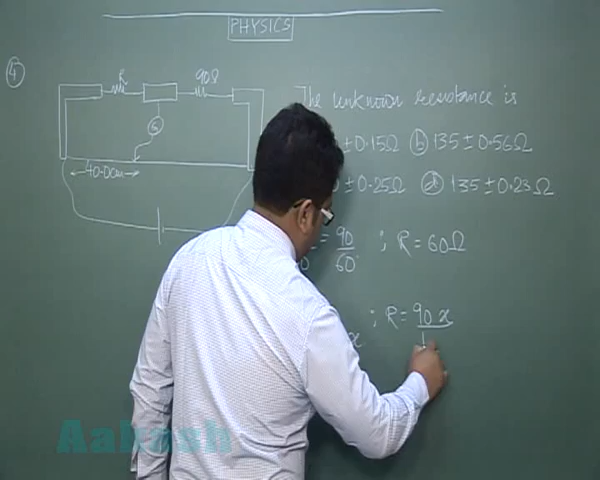 PHYSICS
4
R 90Ω
G
40.0cm
The unknown resistance is
± 0.15Ω (b) 135 ± 0.56Ω
± 0.25Ω (d) 135 ± 0.23Ω
= 90/60 ; R = 60Ω
x ; R = 90 x
Aakash